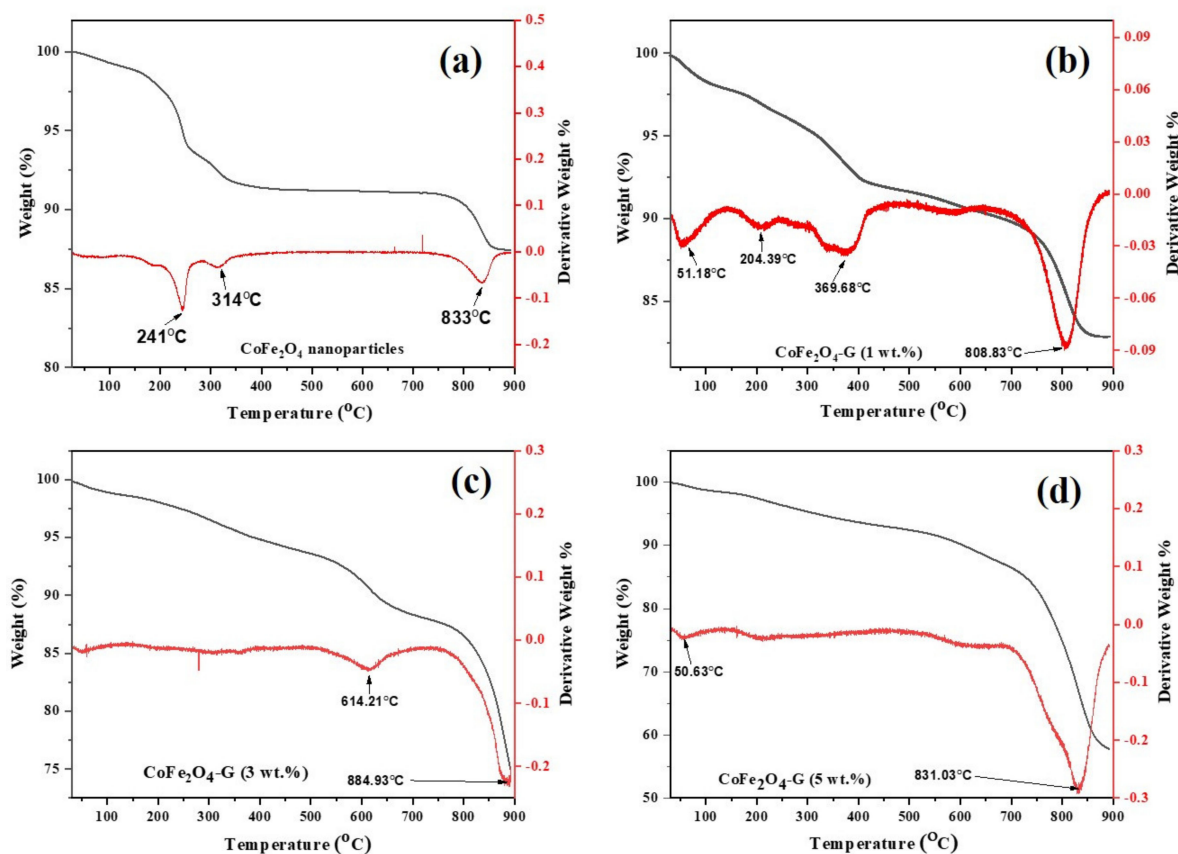 (a)
Weight (%)
100
95
90
85
80
0.5
0.4
0.3
0.2
0.1
0.0
-0.1
-0.2
Derivative Weight %
241°C
314°C
833°C
CoFe₂O₄ nanoparticles
100 200 300 400 500 600 700 800 900
Temperature (°C)
(b)
Weight (%)
100
95
90
85
0.09
0.06
0.03
0.00
-0.03
-0.06
-0.09
Derivative Weight %
51.18°C
204.39°C
369.68°C
808.83°C
CoFe₂O₄-G (1 wt.%)
100 200 300 400 500 600 700 800 900
Temperature (°C)
(c)
Weight (%)
100
95
90
85
80
75
0.3
0.2
0.1
0.0
-0.1
-0.2
Derivative Weight %
614.21°C
884.93°C
CoFe₂O₄-G (3 wt.%)
100 200 300 400 500 600 700 800 900
Temperature (°C)
(d)
Weight (%)
100
90
80
70
60
50
0.3
0.2
0.1
0.0
-0.1
-0.2
-0.3
Derivative Weight %
50.63°C
831.03°C
CoFe₂O₄-G (5 wt.%)
100 200 300 400 500 600 700 800 900
Temperature (°C)